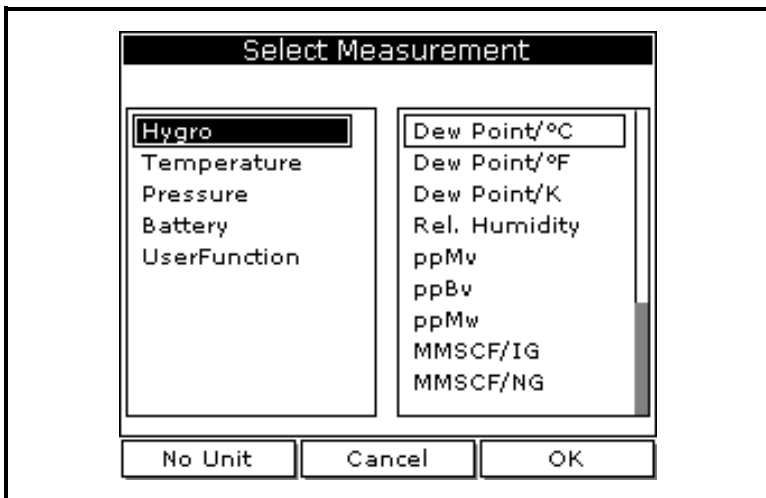 Select Measurement
Hygro
Temperature
Pressure
Battery
UserFunction
Dew Point/°C
Dew Point/°F
Dew Point/K
Rel. Humidity
ppMv
ppBv
ppMw
MMSCF/IG
MMSCF/NG
No Unit
Cancel
OK